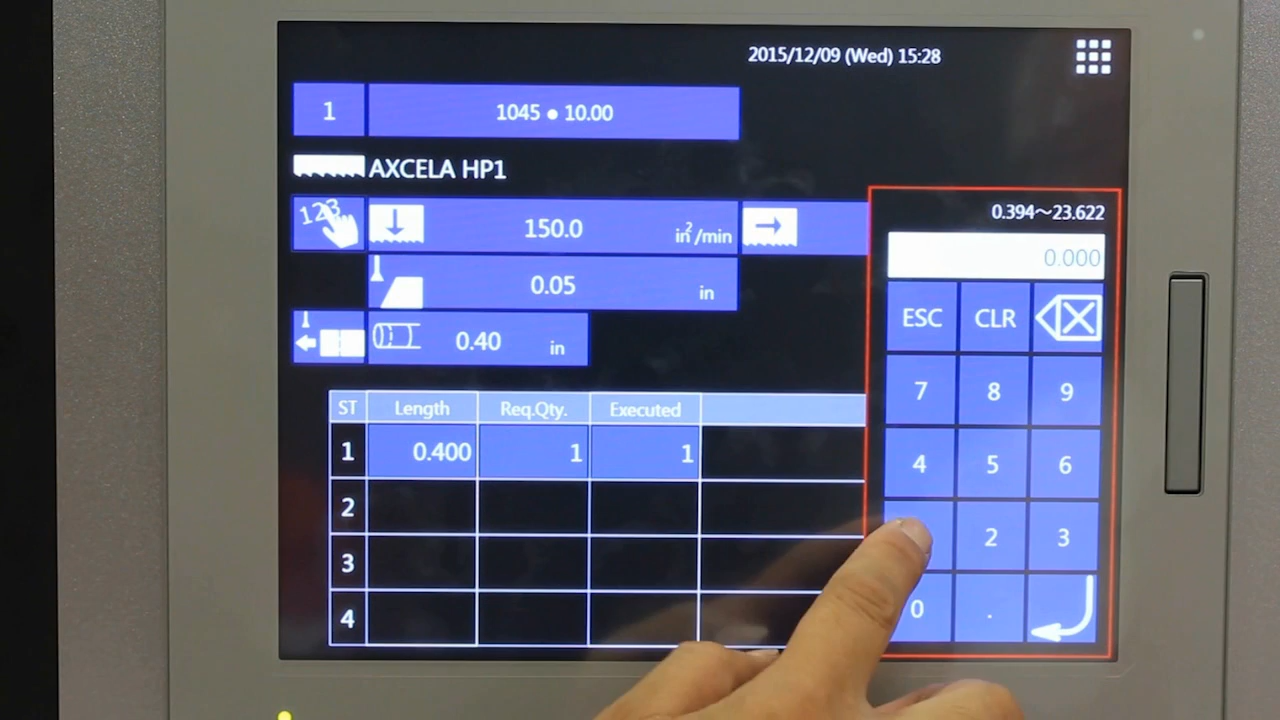 2015/12/09 (Wed) 15:28
1 1045 ● 10.00
AXCELA HP1
123 150.0 in²/min
0.05 in
0.40 in
ST Length Req.Qty. Executed
1 0.400 1 1
2
3
4
0.394～23.622
0.000
ESC CLR
7 8 9
4 5 6
2 3
0 .